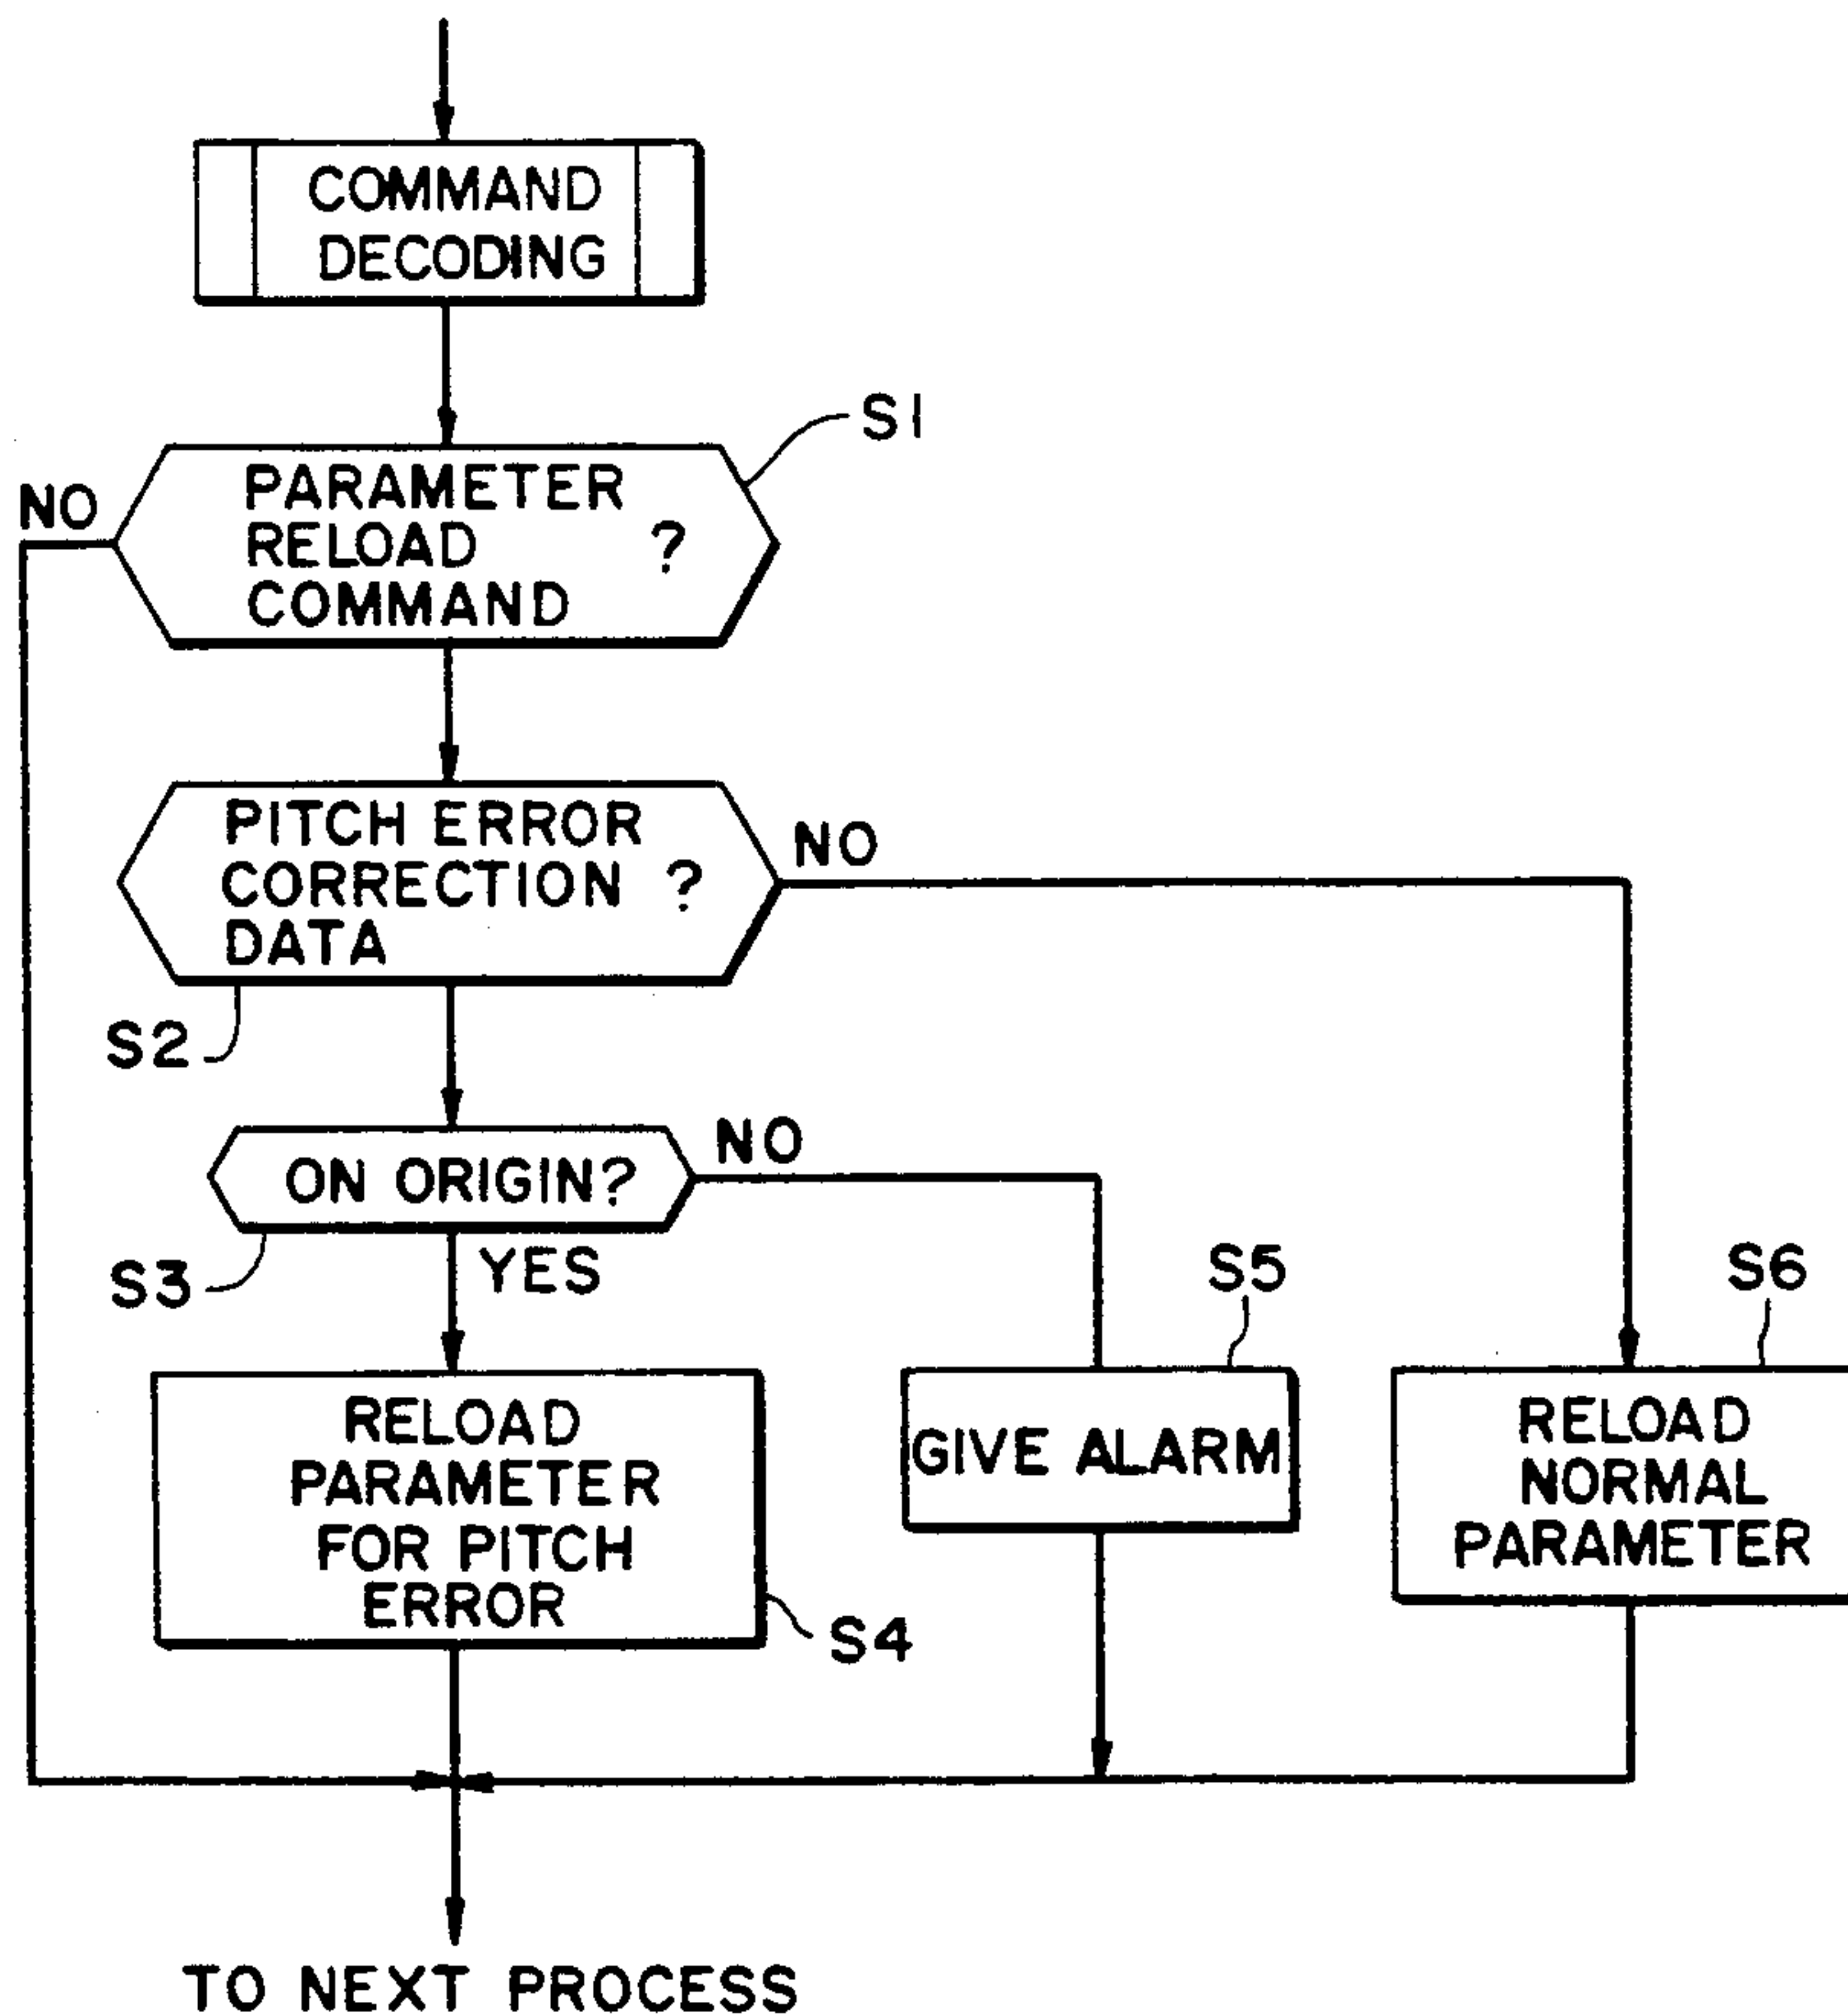 COMMAND
DECODING
S1
NO
PARAMETER
RELOAD ?
COMMAND
PITCH ERROR
CORRECTION ?
DATA
NO
S2
ON ORIGIN?
NO
S3
YES
S5
S6
RELOAD
PARAMETER
FOR PITCH
ERROR
S4
GIVE ALARM
RELOAD
NORMAL
PARAMETER
TO NEXT PROCESS